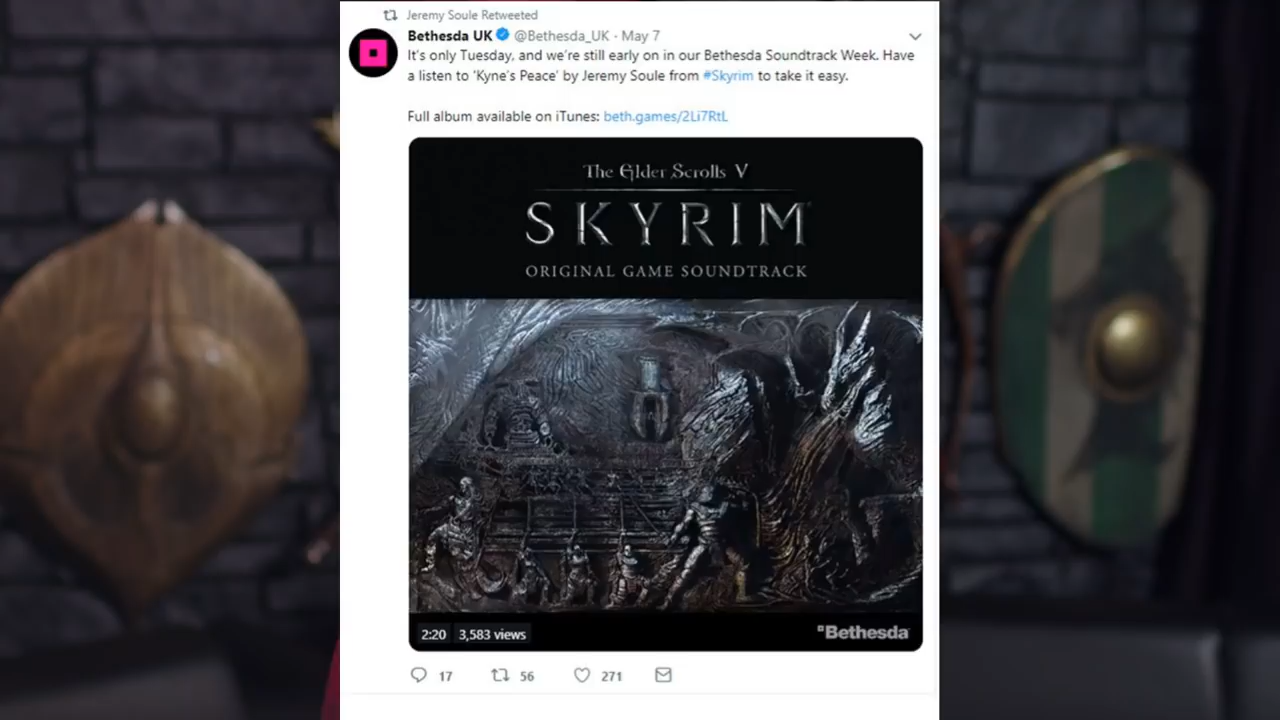 Jeremy Soule Retweeted
Bethesda UK @Bethesda_UK · May 7
It's only Tuesday, and we're still early on in our Bethesda Soundtrack Week. Have
a listen to 'Kyne's Peace' by Jeremy Soule from #Skyrim to take it easy.
Full album available on iTunes: beth.games/2Li7RtL
The Elder Scrolls V
SKYRIM
ORIGINAL GAME SOUNDTRACK
2:20 3,583 views
Bethesda
17 56 271